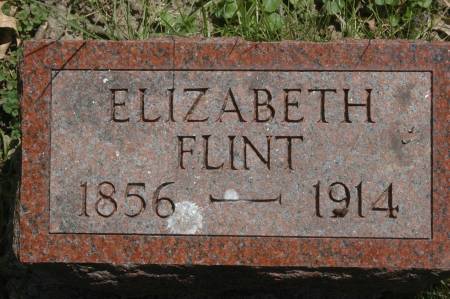 ELIZABETH
FLINT
1856 — 1914